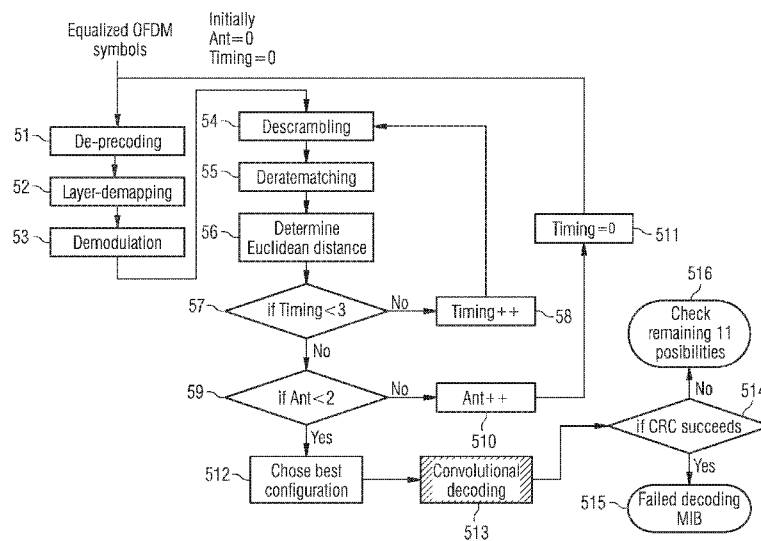 Equalized OFDM
symbols
Initially
Ant=0
Timing=0
51
De-precoding
52
Layer-demapping
53
Demodulation
54
Descrambling
55
Deratematching
56
Determine
Euclidean distance
57
if Timing<3
No
Timing++
58
No
59
if Ant<2
No
Ant++
510
Timing=0
511
Yes
512
Chose best
configuration
Convolutional
decoding
513
if CRC succeeds
514
No
516
Check
remaining 11
posibilities
Yes
515
Failed decoding
MIB